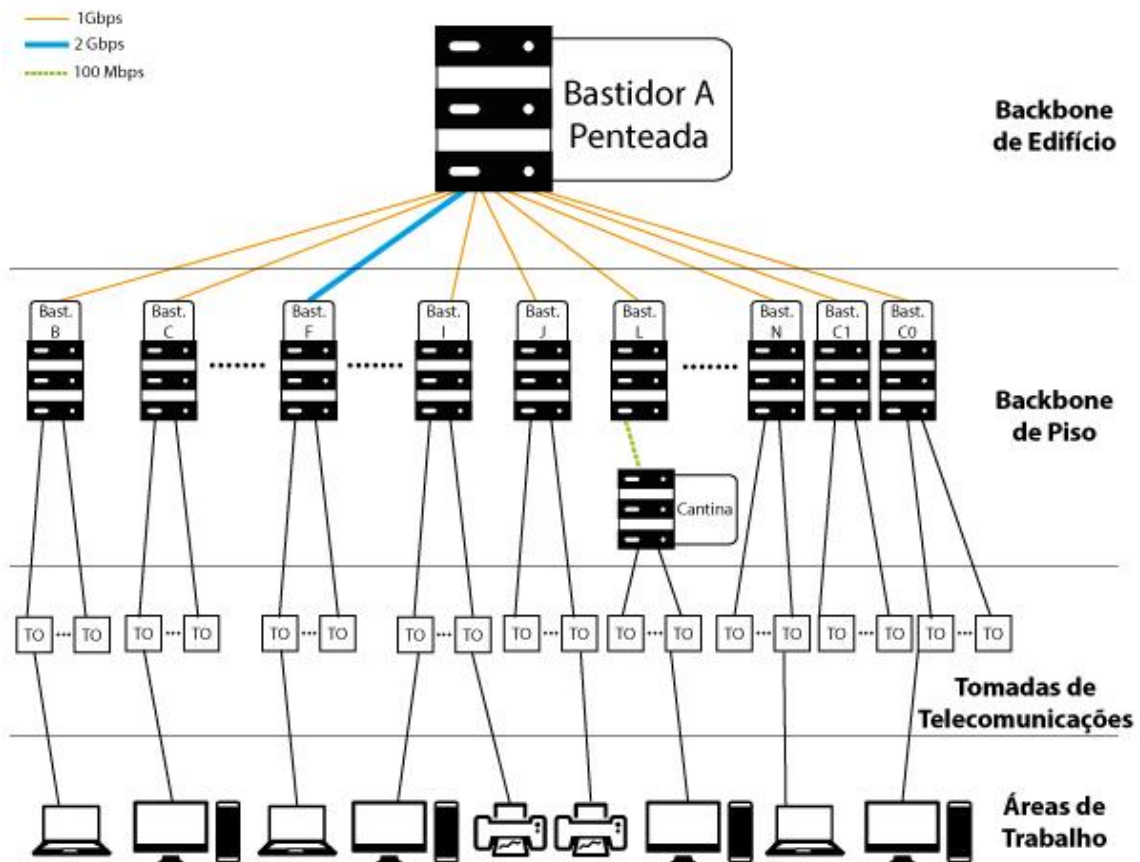 1Gbps
2 Gbps
100 Mbps
Bastidor A
Penteada
Backbone
de Edifício
Bast.
B
Bast.
C
Bast.
F
Bast.
I
Bast.
J
Bast.
L
Bast.
N
Bast.
C1
Bast.
C0
Backbone
de Piso
Cantina
TO ... TO TO ... TO TO ... TO TO ... TO TO ... TO TO ... TO TO ... TO TO ... TO TO ... TO
Tomadas de
Telecomunicações
Áreas de
Trabalho